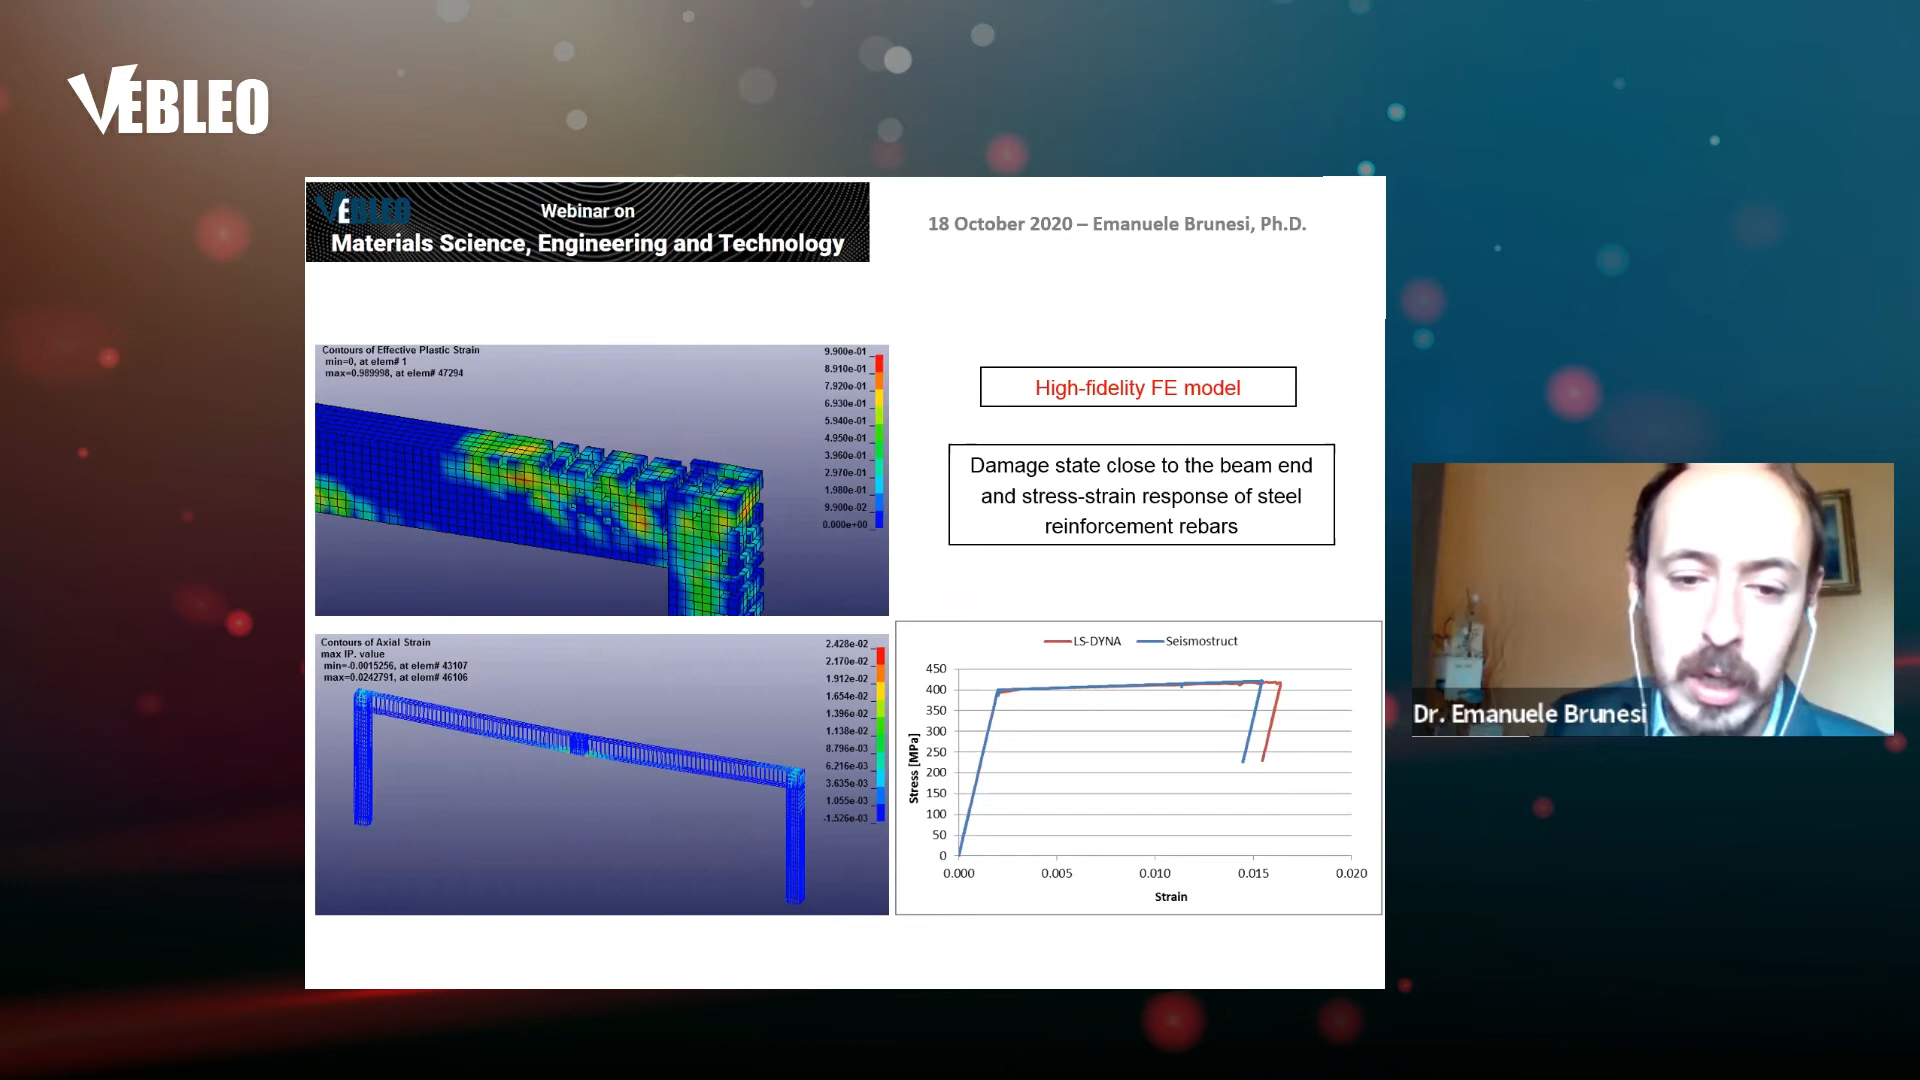 VEBLEO
VEBLEO
Webinar on
Materials Science, Engineering and Technology
18 October 2020 – Emanuele Brunesi, Ph.D.
Contours of Effective Plastic Strain
min=0, at elem# 1
max=0.989998, at elem# 47294
9.900e-01
8.910e-01
7.920e-01
6.930e-01
5.940e-01
4.950e-01
3.960e-01
2.970e-01
1.980e-01
9.900e-02
0.000e+00
High-fidelity FE model
Damage state close to the beam end
and stress-strain response of steel
reinforcement rebars
Contours of Axial Strain
max IP. value
min=-0.0015256, at elem# 43107
max=0.0242791, at elem# 46106
2.428e-02
2.170e-02
1.912e-02
1.654e-02
1.396e-02
1.138e-02
8.796e-03
6.216e-03
3.635e-03
1.055e-03
-1.526e-03
LS-DYNA Seismostruct
450
400
350
300
250
200
150
100
50
0
Stress [MPa]
0.000 0.005 0.010 0.015 0.020
Strain
Dr. Emanuele Brunesi